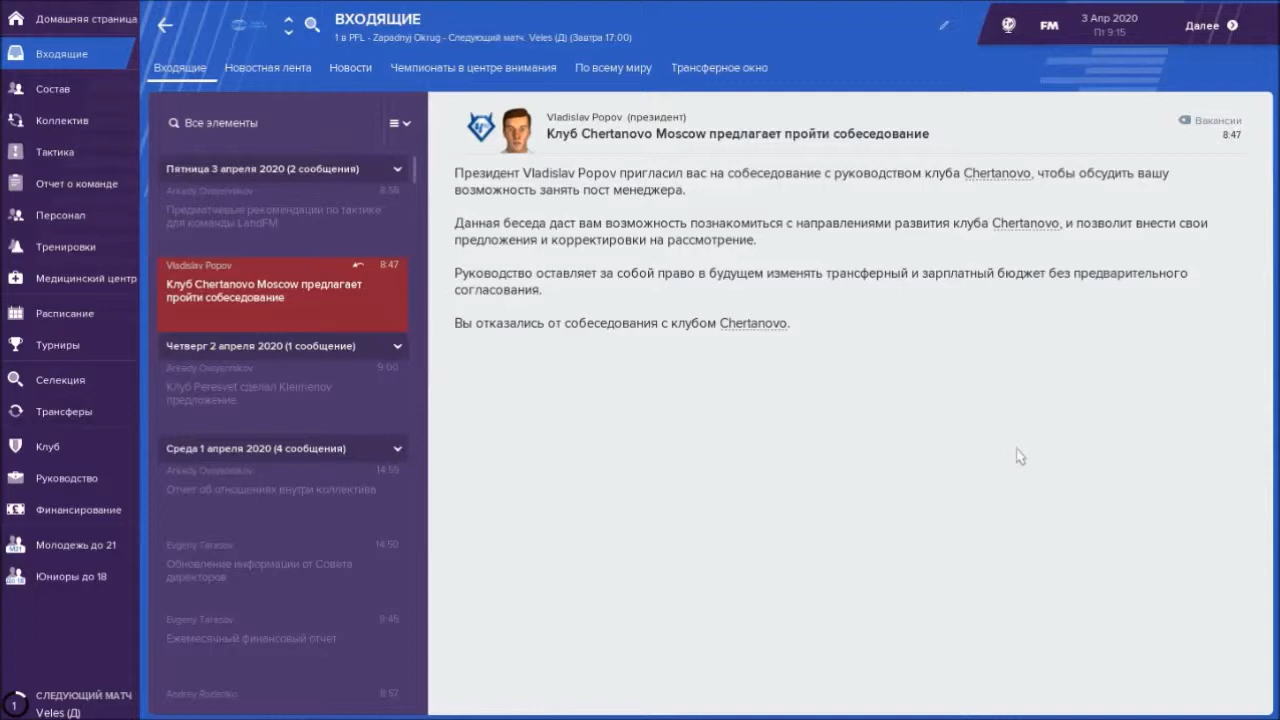 Домашняя страница
Входящие
Состав
Коллектив
Тактика
Отчет о команде
Персонал
Тренировки
Медицинский центр
Расписание
Турниры
Селекция
Трансферы
Клуб
Руководство
Финансирование
Молодежь до 21
Юниоры до 18
1
СЛЕДУЮЩИЙ МАТЧ
Veles (Д)
ВХОДЯЩИЕ
1 в PFL - Zapadnyj Okrug - Следующий матч: Veles (Д) (Завтра 17:00)
FM
3 Апр 2020
Пт 9:15
Далее
Входящие Новостная лента Новости Чемпионаты в центре внимания По всему миру Трансферное окно
Все элементы
Пятница 3 апреля 2020 (2 сообщения)
Arkady Ovsyannikov 8:58
Предматчевые рекомендации по тактике
для команды LandFM
Vladislav Popov 8:47
Клуб Chertanovo Moscow предлагает
пройти собеседование
Четверг 2 апреля 2020 (1 сообщение)
Arkady Ovsyannikov 9:00
Клуб Peresvet сделал Kleimenov
предложение.
Среда 1 апреля 2020 (4 сообщения)
Arkady Ovsyannikov 14:55
Отчет об отношениях внутри коллектива
Evgeny Tarasov 14:50
Обновление информации от Совета
директоров
Evgeny Tarasov 9:45
Ежемесячный финансовый отчет
Andrey Rodenko 8:57
Vladislav Popov (президент)
Клуб Chertanovo Moscow предлагает пройти собеседование
Вакансии
8:47
Президент Vladislav Popov пригласил вас на собеседование с руководством клуба Chertanovo, чтобы обсудить вашу
возможность занять пост менеджера.
Данная беседа даст вам возможность познакомиться с направлениями развития клуба Chertanovo, и позволит внести свои
предложения и корректировки на рассмотрение.
Руководство оставляет за собой право в будущем изменять трансферный и зарплатный бюджет без предварительного
согласования.
Вы отказались от собеседования с клубом Chertanovo.